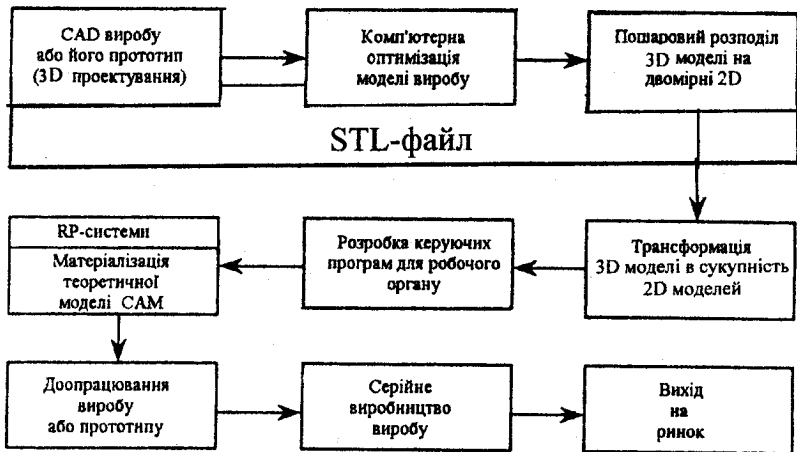 CAD виробу
або його прототип
(3D проектування)
Комп'ютерна
оптимізація
моделі виробу
Пошаровий розподіл
3D моделі на
двомірні 2D
STL-файл
RP-системи
Матеріалізація
теоретичної
моделі САМ
Розробка керуючих
програм для робочого
органу
Трансформація
3D моделі в сукупність
2D моделей
Доопрацювання
виробу
або прототипу
Серійне
виробництво
виробу
Вихід
на
ринок